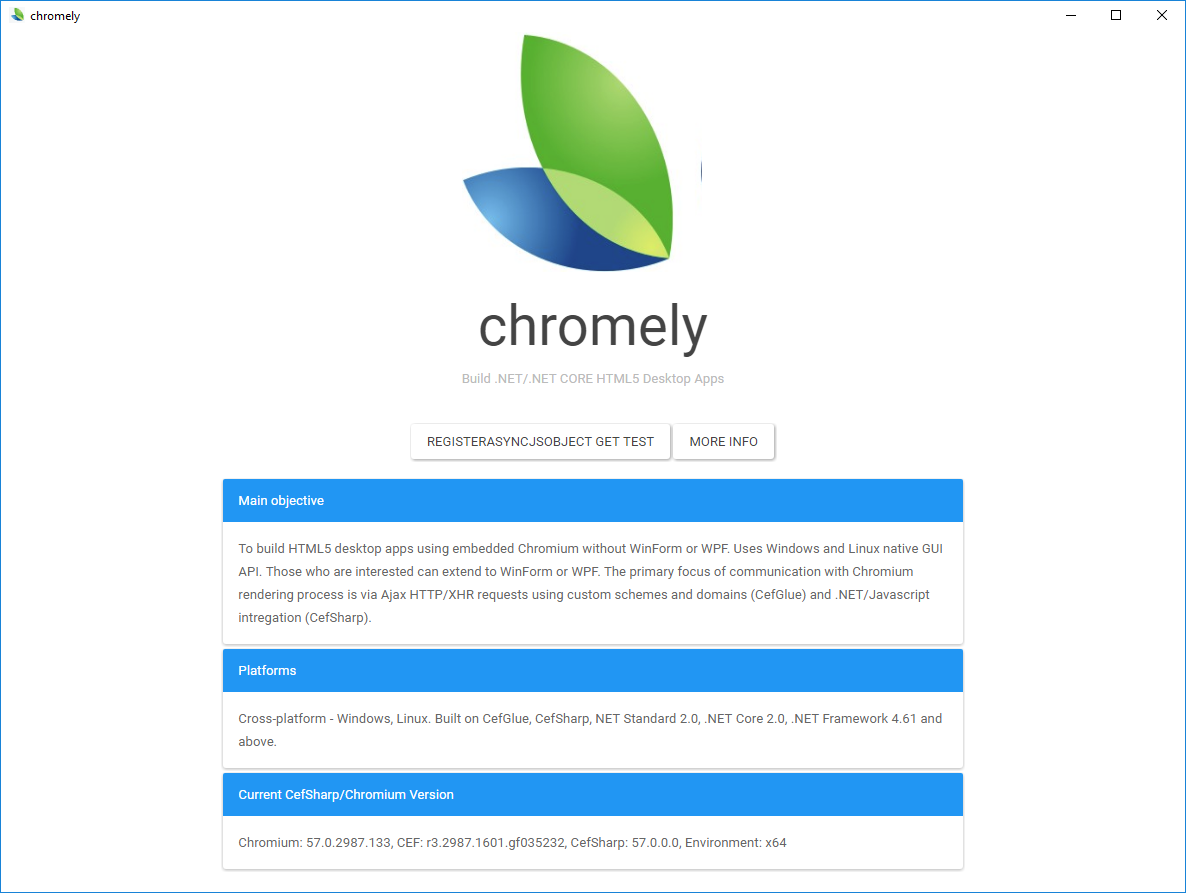 chromely
chromely
Build .NET/.NET CORE HTML5 Desktop Apps
REGISTERASYNCJSOBJECT GET TEST
MORE INFO
Main objective
To build HTML5 desktop apps using embedded Chromium without WinForm or WPF. Uses Windows and Linux native GUI
API. Those who are interested can extend to WinForm or WPF. The primary focus of communication with Chromium
rendering process is via Ajax HTTP/XHR requests using custom schemes and domains (CefGlue) and .NET/Javascript
intregation (CefSharp).
Platforms
Cross-platform - Windows, Linux. Built on CefGlue, CefSharp, NET Standard 2.0, .NET Core 2.0, .NET Framework 4.61 and
above.
Current CefSharp/Chromium Version
Chromium: 57.0.2987.133, CEF: r3.2987.1601.gf035232, CefSharp: 57.0.0.0, Environment: x64